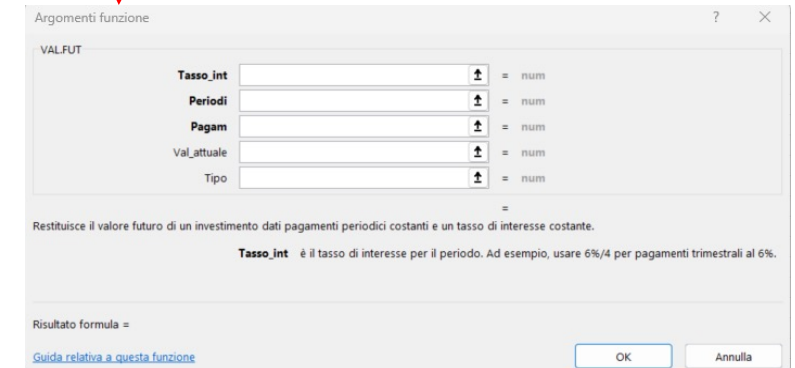 Argomenti funzione ? ×
VAL.FUT
Tasso_int = num
Periodi = num
Pagam = num
Val_attuale = num
Tipo = num
=
Restituisce il valore futuro di un investimento dati pagamenti periodici costanti e un tasso di interesse costante.
Tasso_int è il tasso di interesse per il periodo. Ad esempio, usare 6%/4 per pagamenti trimestrali al 6%.
Risultato formula =
Guida relativa a questa funzione OK Annulla